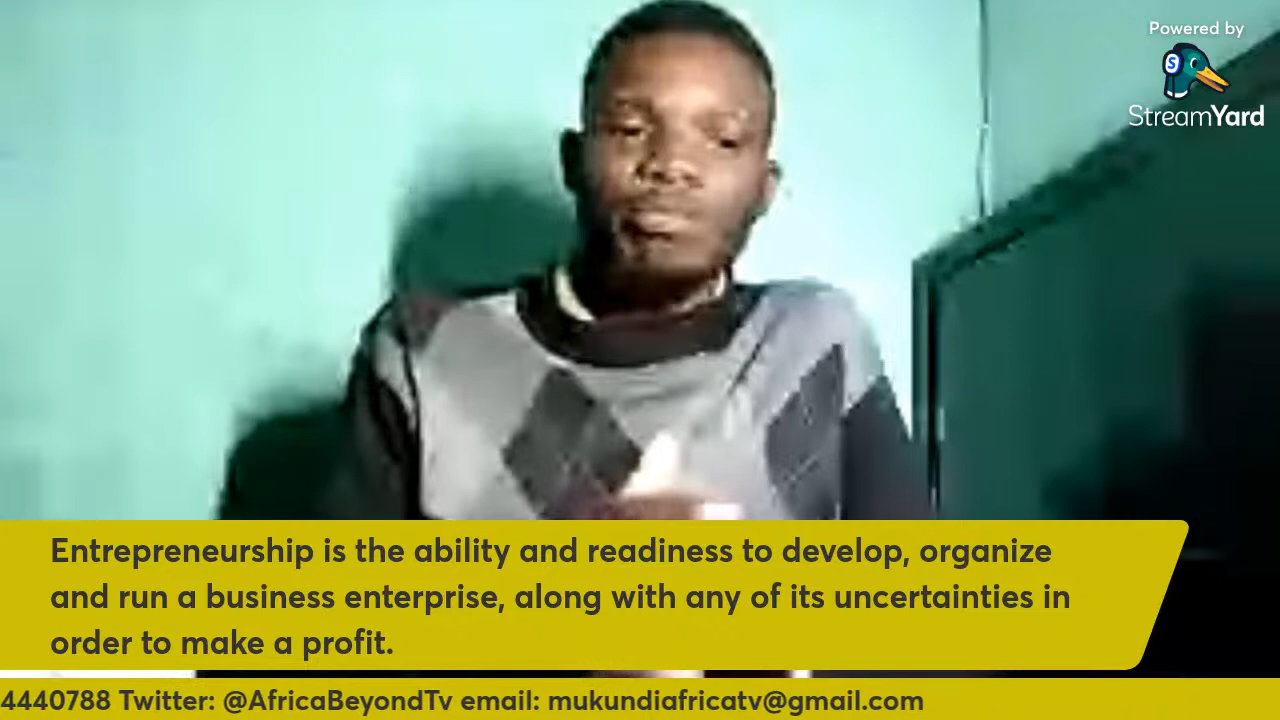 Powered by
StreamYard
Entrepreneurship is the ability and readiness to develop, organize
and run a business enterprise, along with any of its uncertainties in
order to make a profit.
4440788 Twitter: @AfricaBeyondTv email: mukundiafricatv@gmail.com